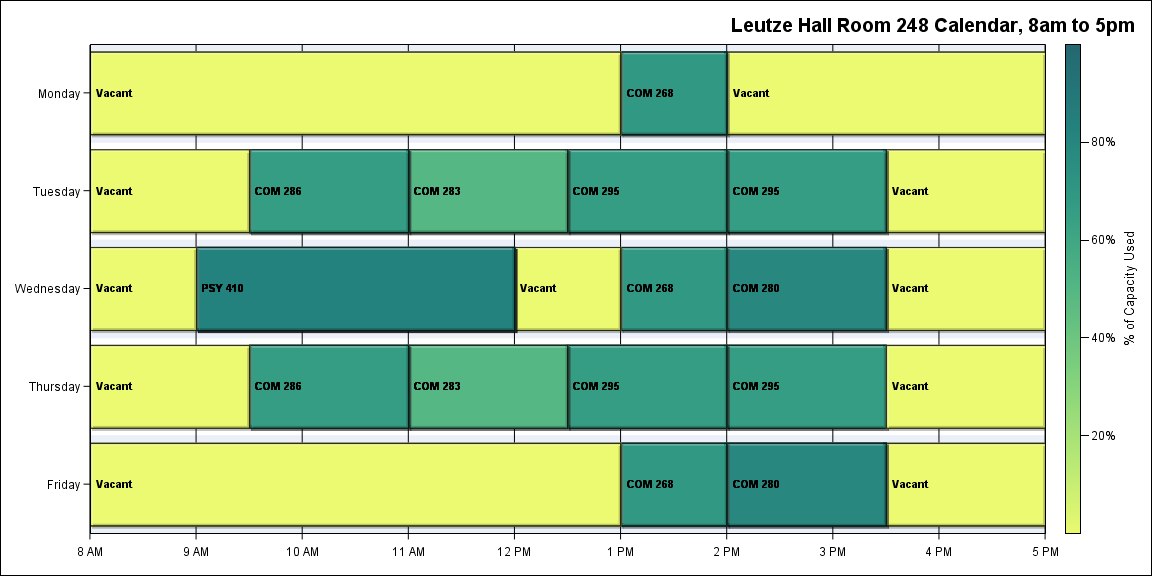 Leutze Hall Room 248 Calendar, 8am to 5pm
Monday
Vacant
COM 268
Vacant
Tuesday
Vacant
COM 286
COM 283
COM 295
COM 295
Vacant
Wednesday
Vacant
PSY 410
Vacant
COM 268
COM 280
Vacant
Thursday
Vacant
COM 286
COM 283
COM 295
COM 295
Vacant
Friday
Vacant
COM 268
COM 280
Vacant
8 AM
9 AM
10 AM
11 AM
12 PM
1 PM
2 PM
3 PM
4 PM
5 PM
80%
60%
40%
20%
% of Capacity Used